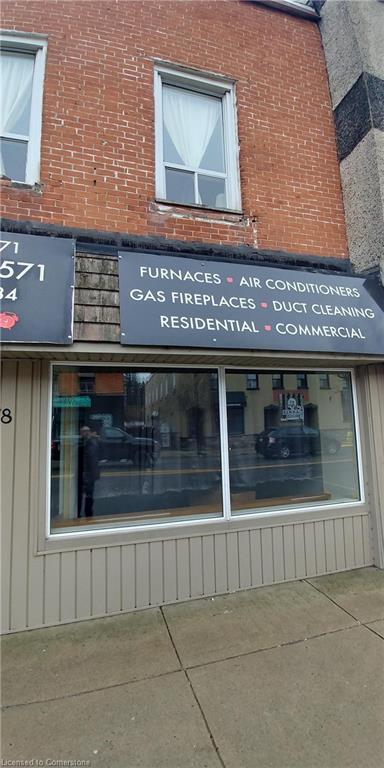 71
571
34
FURNACES • AIR CONDITIONERS
GAS FIREPLACES • DUCT CLEANING
RESIDENTIAL • COMMERCIAL
8
Licensed to Cornerstone